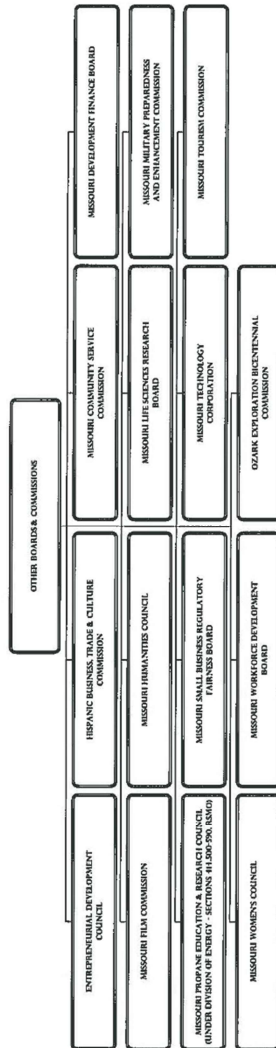 OTHER BOARDS & COMMISSIONS
ENTREPRENEURIAL DEVELOPMENT
COUNCIL
HISPANIC BUSINESS, TRADE & CULTURE
COMMISSION
MISSOURI COMMUNITY SERVICE
COMMISSION
MISSOURI DEVELOPMENT FINANCE BOARD
MISSOURI FILM COMMISSION
MISSOURI HUMANITIES COUNCIL
MISSOURI LIFE SCIENCES RESEARCH
BOARD
MISSOURI MILITARY PREPAREDNESS
AND ENHANCEMENT COMMISSION
MISSOURI PROPANE EDUCATION & RESEARCH COUNCIL
(UNDER DIVISION OF ENERGY - SECTIONS 414.500-590, RSMO)
MISSOURI SMALL BUSINESS REGULATORY
FAIRNESS BOARD
MISSOURI TECHNOLOGY
CORPORATION
MISSOURI TOURISM COMMISSION
MISSOURI WOMEN'S COUNCIL
MISSOURI WORKFORCE DEVELOPMENT
BOARD
OZARK EXPLORATION BICENTENNIAL
COMMISSION